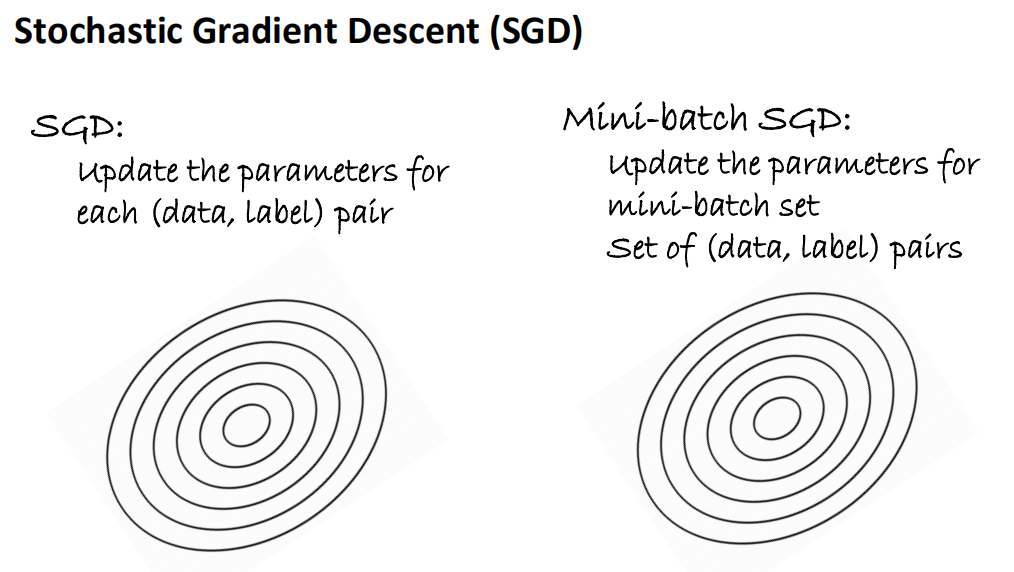 Stochastic Gradient Descent (SGD)
SGD:
Update the parameters for
each (data, label) pair
Mini-batch SGD:
Update the parameters for
mini-batch set
Set of (data, label) pairs